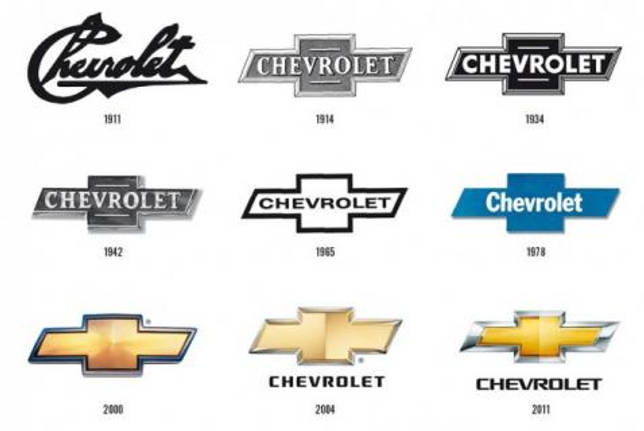 Chevrolet
CHEVROLET
CHEVROLET
1911
1914
1934
CHEVROLET
CHEVROLET
Chevrolet
1942
1965
1978
CHEVROLET
CHEVROLET
2000
2004
2011